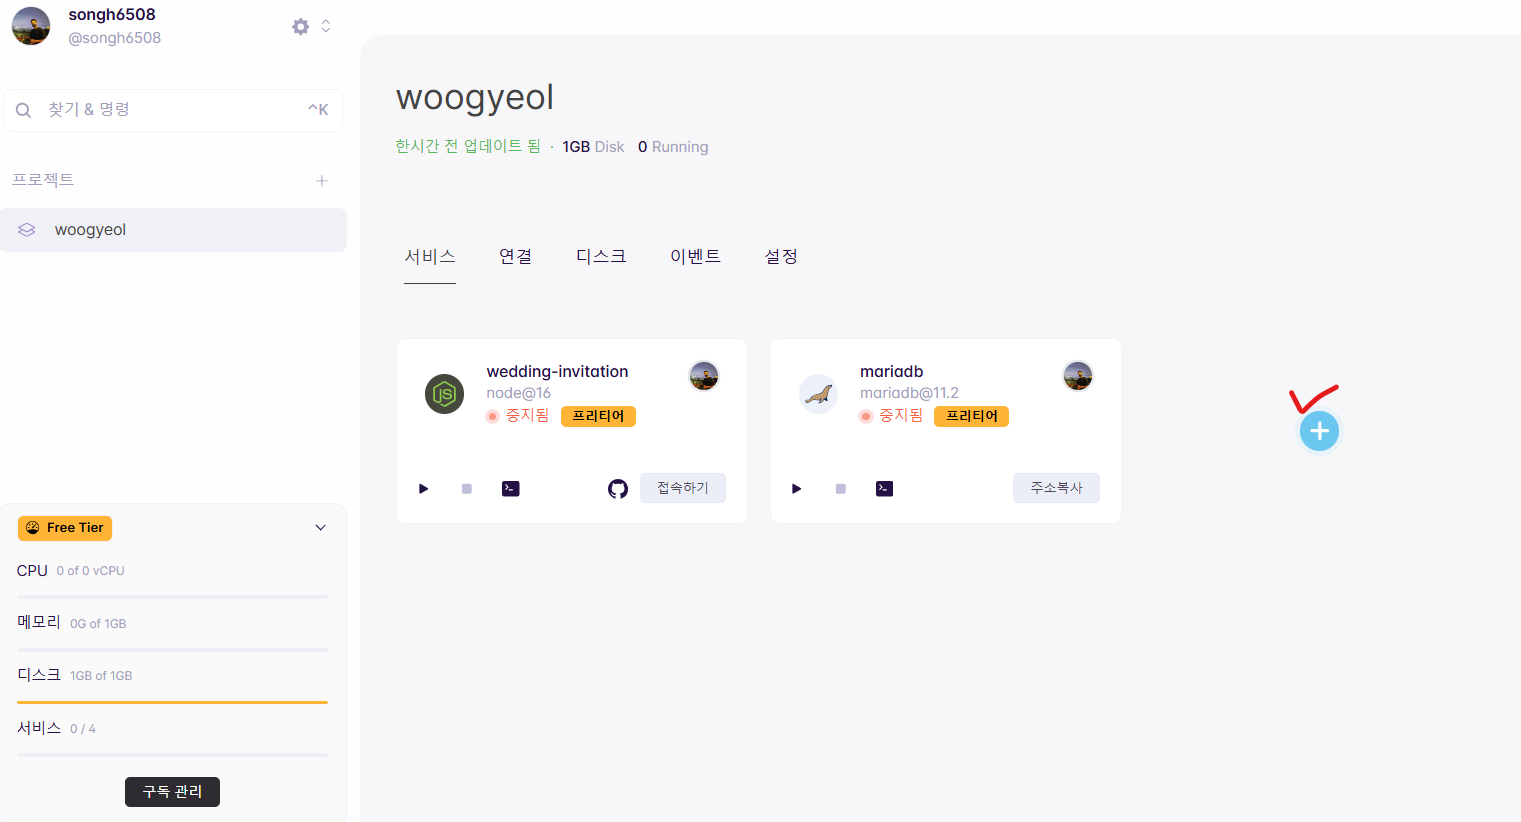 songh6508
@songh6508
찾기 & 명령 ^K
프로젝트 +
woogyeol
Free Tier
CPU 0 of 0 vCPU
메모리 0G of 1GB
디스크 1GB of 1GB
서비스 0 / 4
구독 관리
woogyeol
한시간 전 업데이트 됨 · 1GB Disk 0 Running
서비스 연결 디스크 이벤트 설정
wedding-invitation
node@16
중지됨 프리티어
접속하기
mariadb
mariadb@11.2
중지됨 프리티어
주소복사